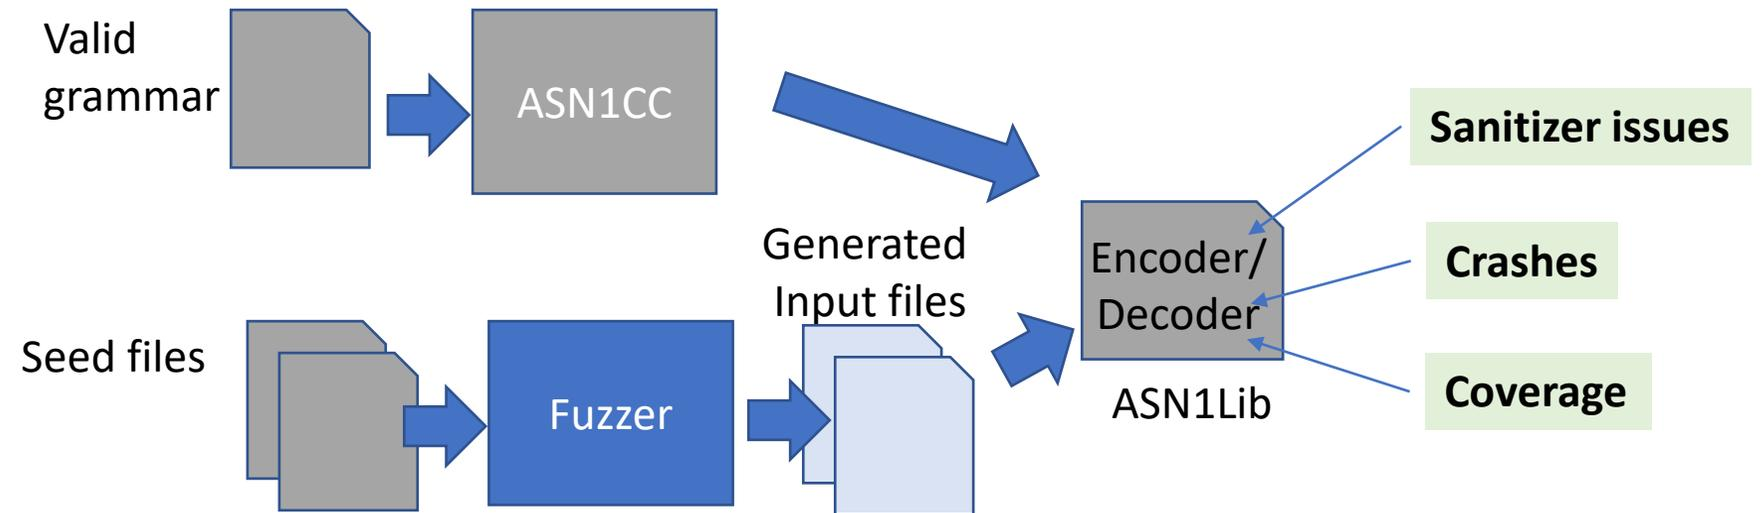 Valid
grammar
ASN1CC
Sanitizer issues
Generated
Input files
Encoder/
Decoder
Crashes
Seed files
Fuzzer
ASN1Lib
Coverage